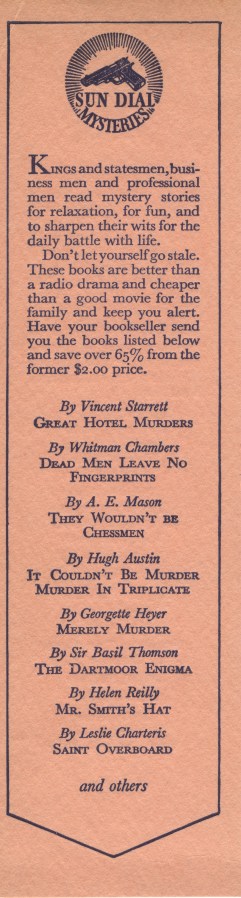 SUN DIAL
MYSTERIES
KINGS and statesmen, busi-
ness men and professional
men read mystery stories
for relaxation, for fun, and
to sharpen their wits for the
daily battle with life.
Don't let yourself go stale.
These books are better than
a radio drama and cheaper
than a good movie for the
family and keep you alert.
Have your bookseller send
you the books listed below
and save over 65% from the
former $2.00 price.
By Vincent Starrett
GREAT HOTEL MURDERS
By Whitman Chambers
DEAD MEN LEAVE NO
FINGERPRINTS
By A. E. Mason
THEY WOULDN'T BE
CHESSMEN
By Hugh Austin
IT COULDN'T BE MURDER
MURDER IN TRIPLICATE
By Georgette Heyer
MERELY MURDER
By Sir Basil Thomson
THE DARTMOOR ENIGMA
By Helen Reilly
MR. SMITH'S HAT
By Leslie Charteris
SAINT OVERBOARD
and others